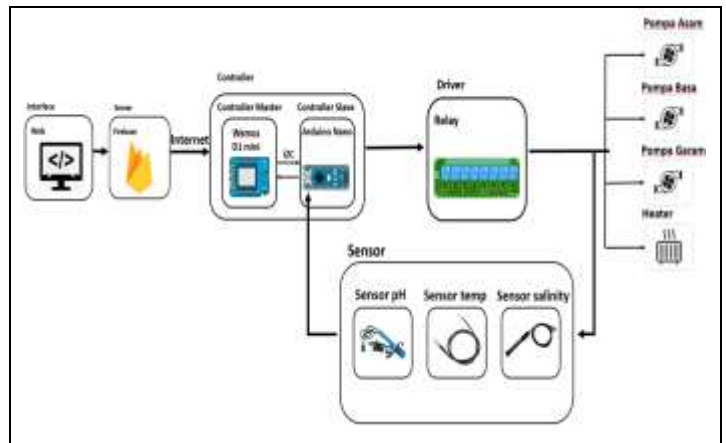 Interface
Web
Server
Firebase
Internet
Controller
Controller Master
Wemos
D1 mini
I2C
Controller Slave
Arduino Nano
Driver
Relay
Pompa Asam
Pompa Basa
Pompa Garam
Heater
Sensor
Sensor pH
Sensor temp
Sensor salinity